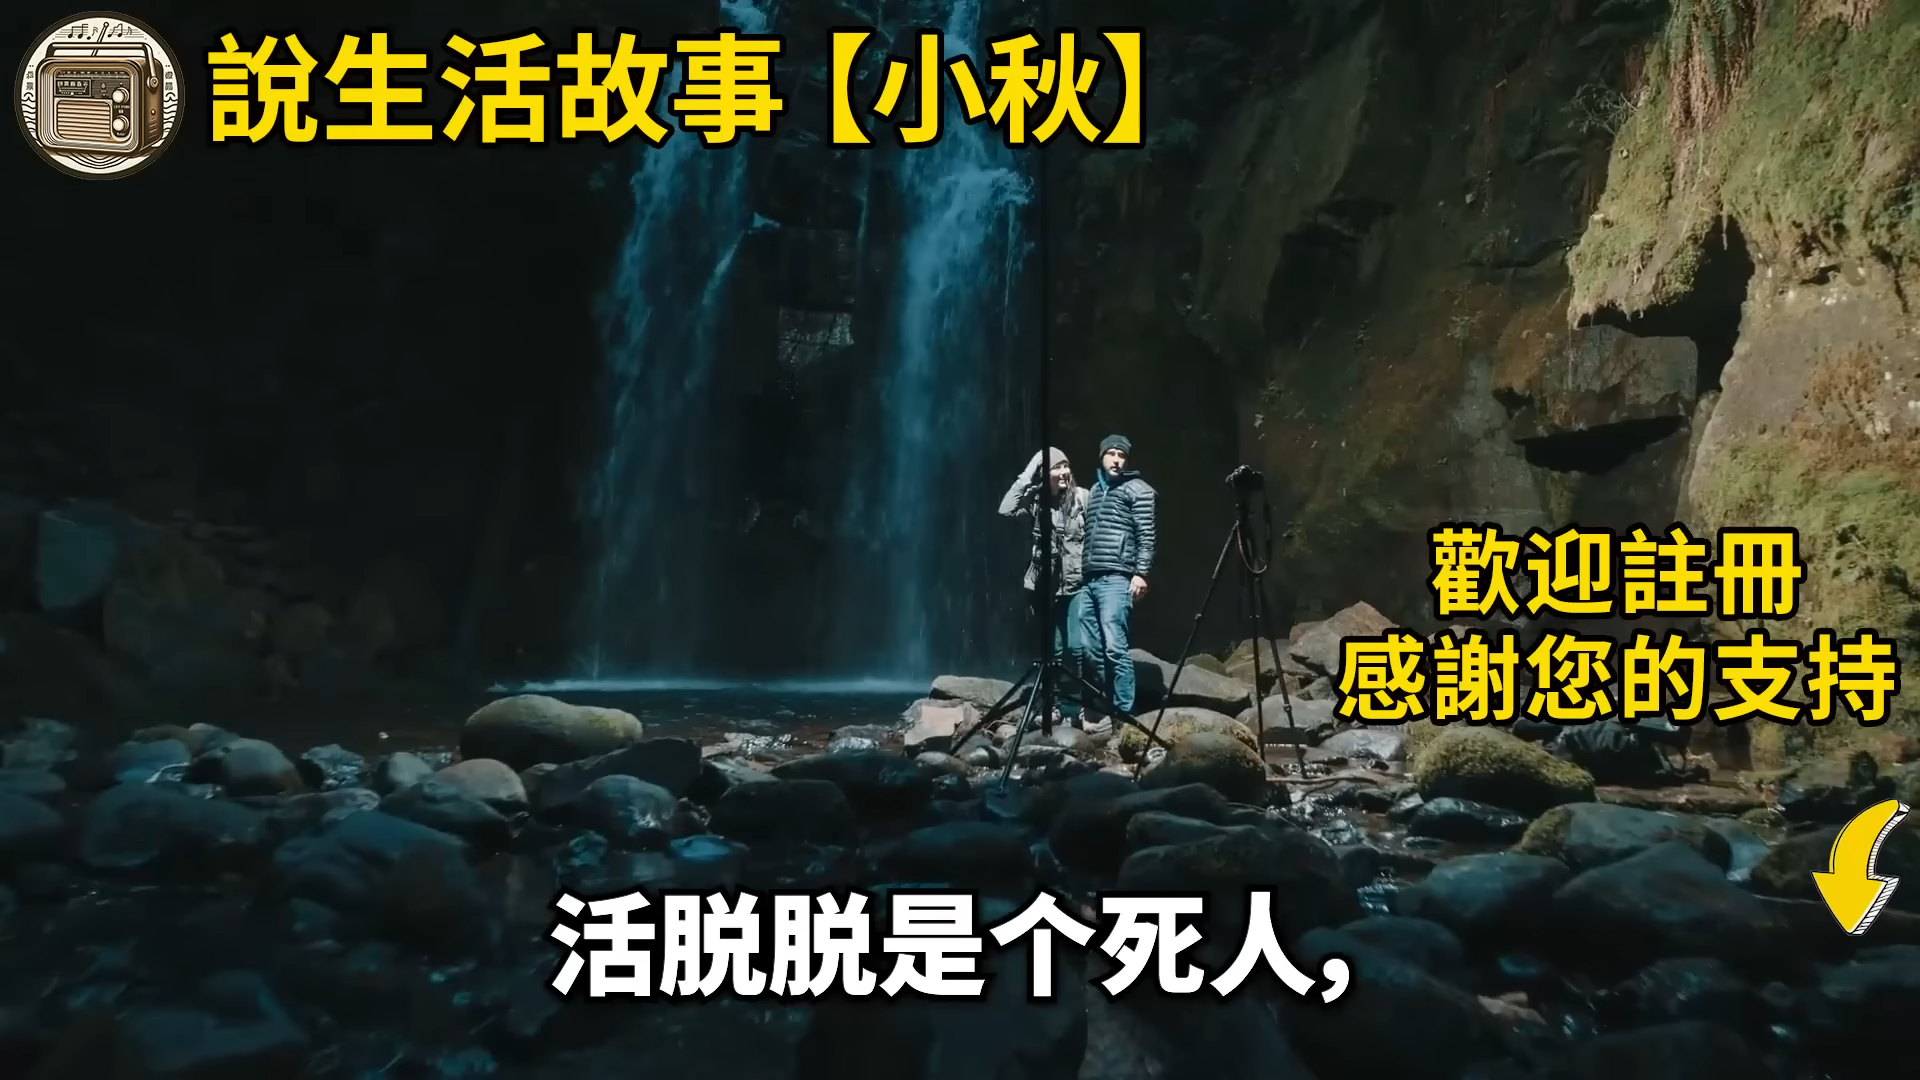 說生活故事【小秋】
歡迎註冊
感謝您的支持
活脱脱是个死人,